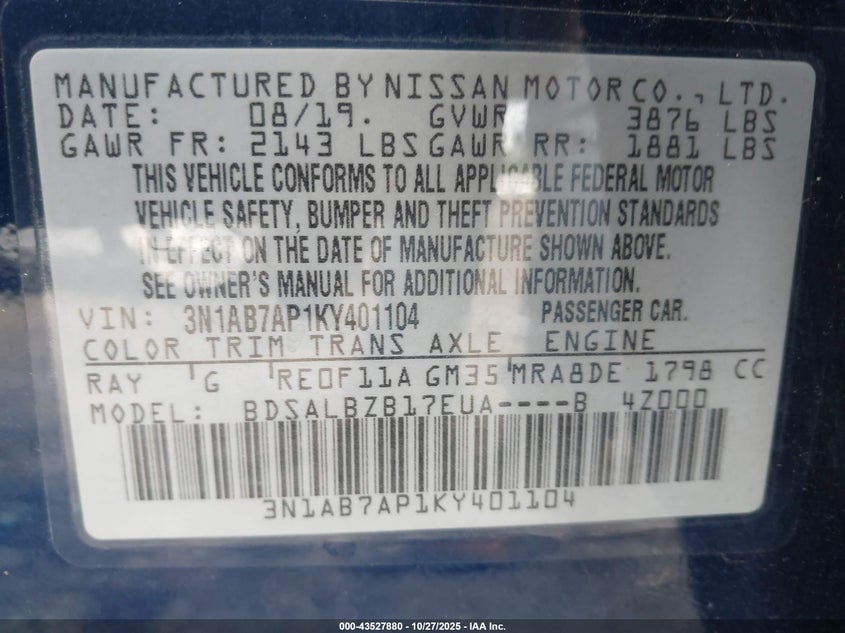 MANUFACTURED BY NISSAN MOTOR CO., LTD.
DATE: 08/19. GVWR 3876 LBS
GAWR FR: 2143 LBS GAWR RR: 1881 LBS
THIS VEHICLE CONFORMS TO ALL APPLICABLE FEDERAL MOTOR
VEHICLE SAFETY, BUMPER AND THEFT PREVENTION STANDARDS
IN EFFECT ON THE DATE OF MANUFACTURE SHOWN ABOVE.
SEE OWNER'S MANUAL FOR ADDITIONAL INFORMATION.
VIN: 3N1AB7AP1KY401104 PASSENGER CAR.
COLOR TRIM TRANS AXLE ENGINE
RAY G RE0F11A GM35 MRA8DE 1798 CC
MODEL: BDSALBZB17EUA----B 4Z000
3N1AB7AP1KY401104
000-43527880 | 10/27/2025 - IAA Inc.